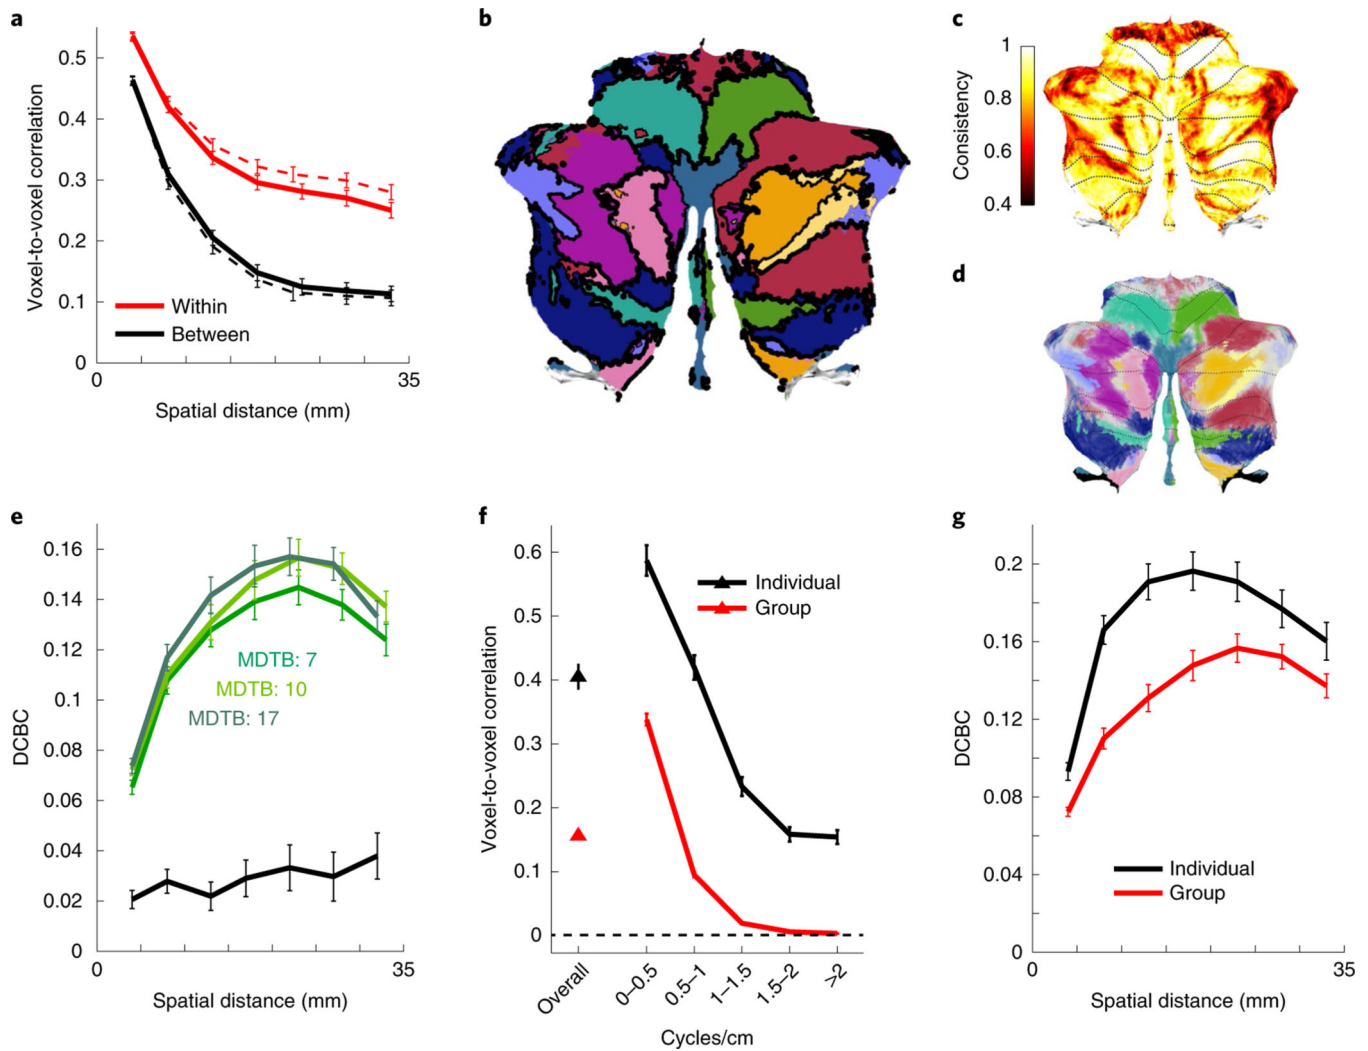 a
0.5
0.4
0.3
0.2
0.1
0
Voxel-to-voxel correlation
Within
Between
0
35
Spatial distance (mm)
b
c
1
0.8
0.6
0.4
Consistency
d
e
0.16
0.14
0.12
0.1
0.08
0.06
0.04
0.02
0
DCBC
MDTB: 7
MDTB: 10
MDTB: 17
0
35
Spatial distance (mm)
f
0.6
0.5
0.4
0.3
0.2
0.1
0
Voxel-to-voxel correlation
Individual
Group
Overall
0–0.5
0.5–1
1–1.5
1.5–2
>2
Cycles/cm
g
0.2
0.16
0.12
0.08
0.04
0
DCBC
Individual
Group
0
35
Spatial distance (mm)